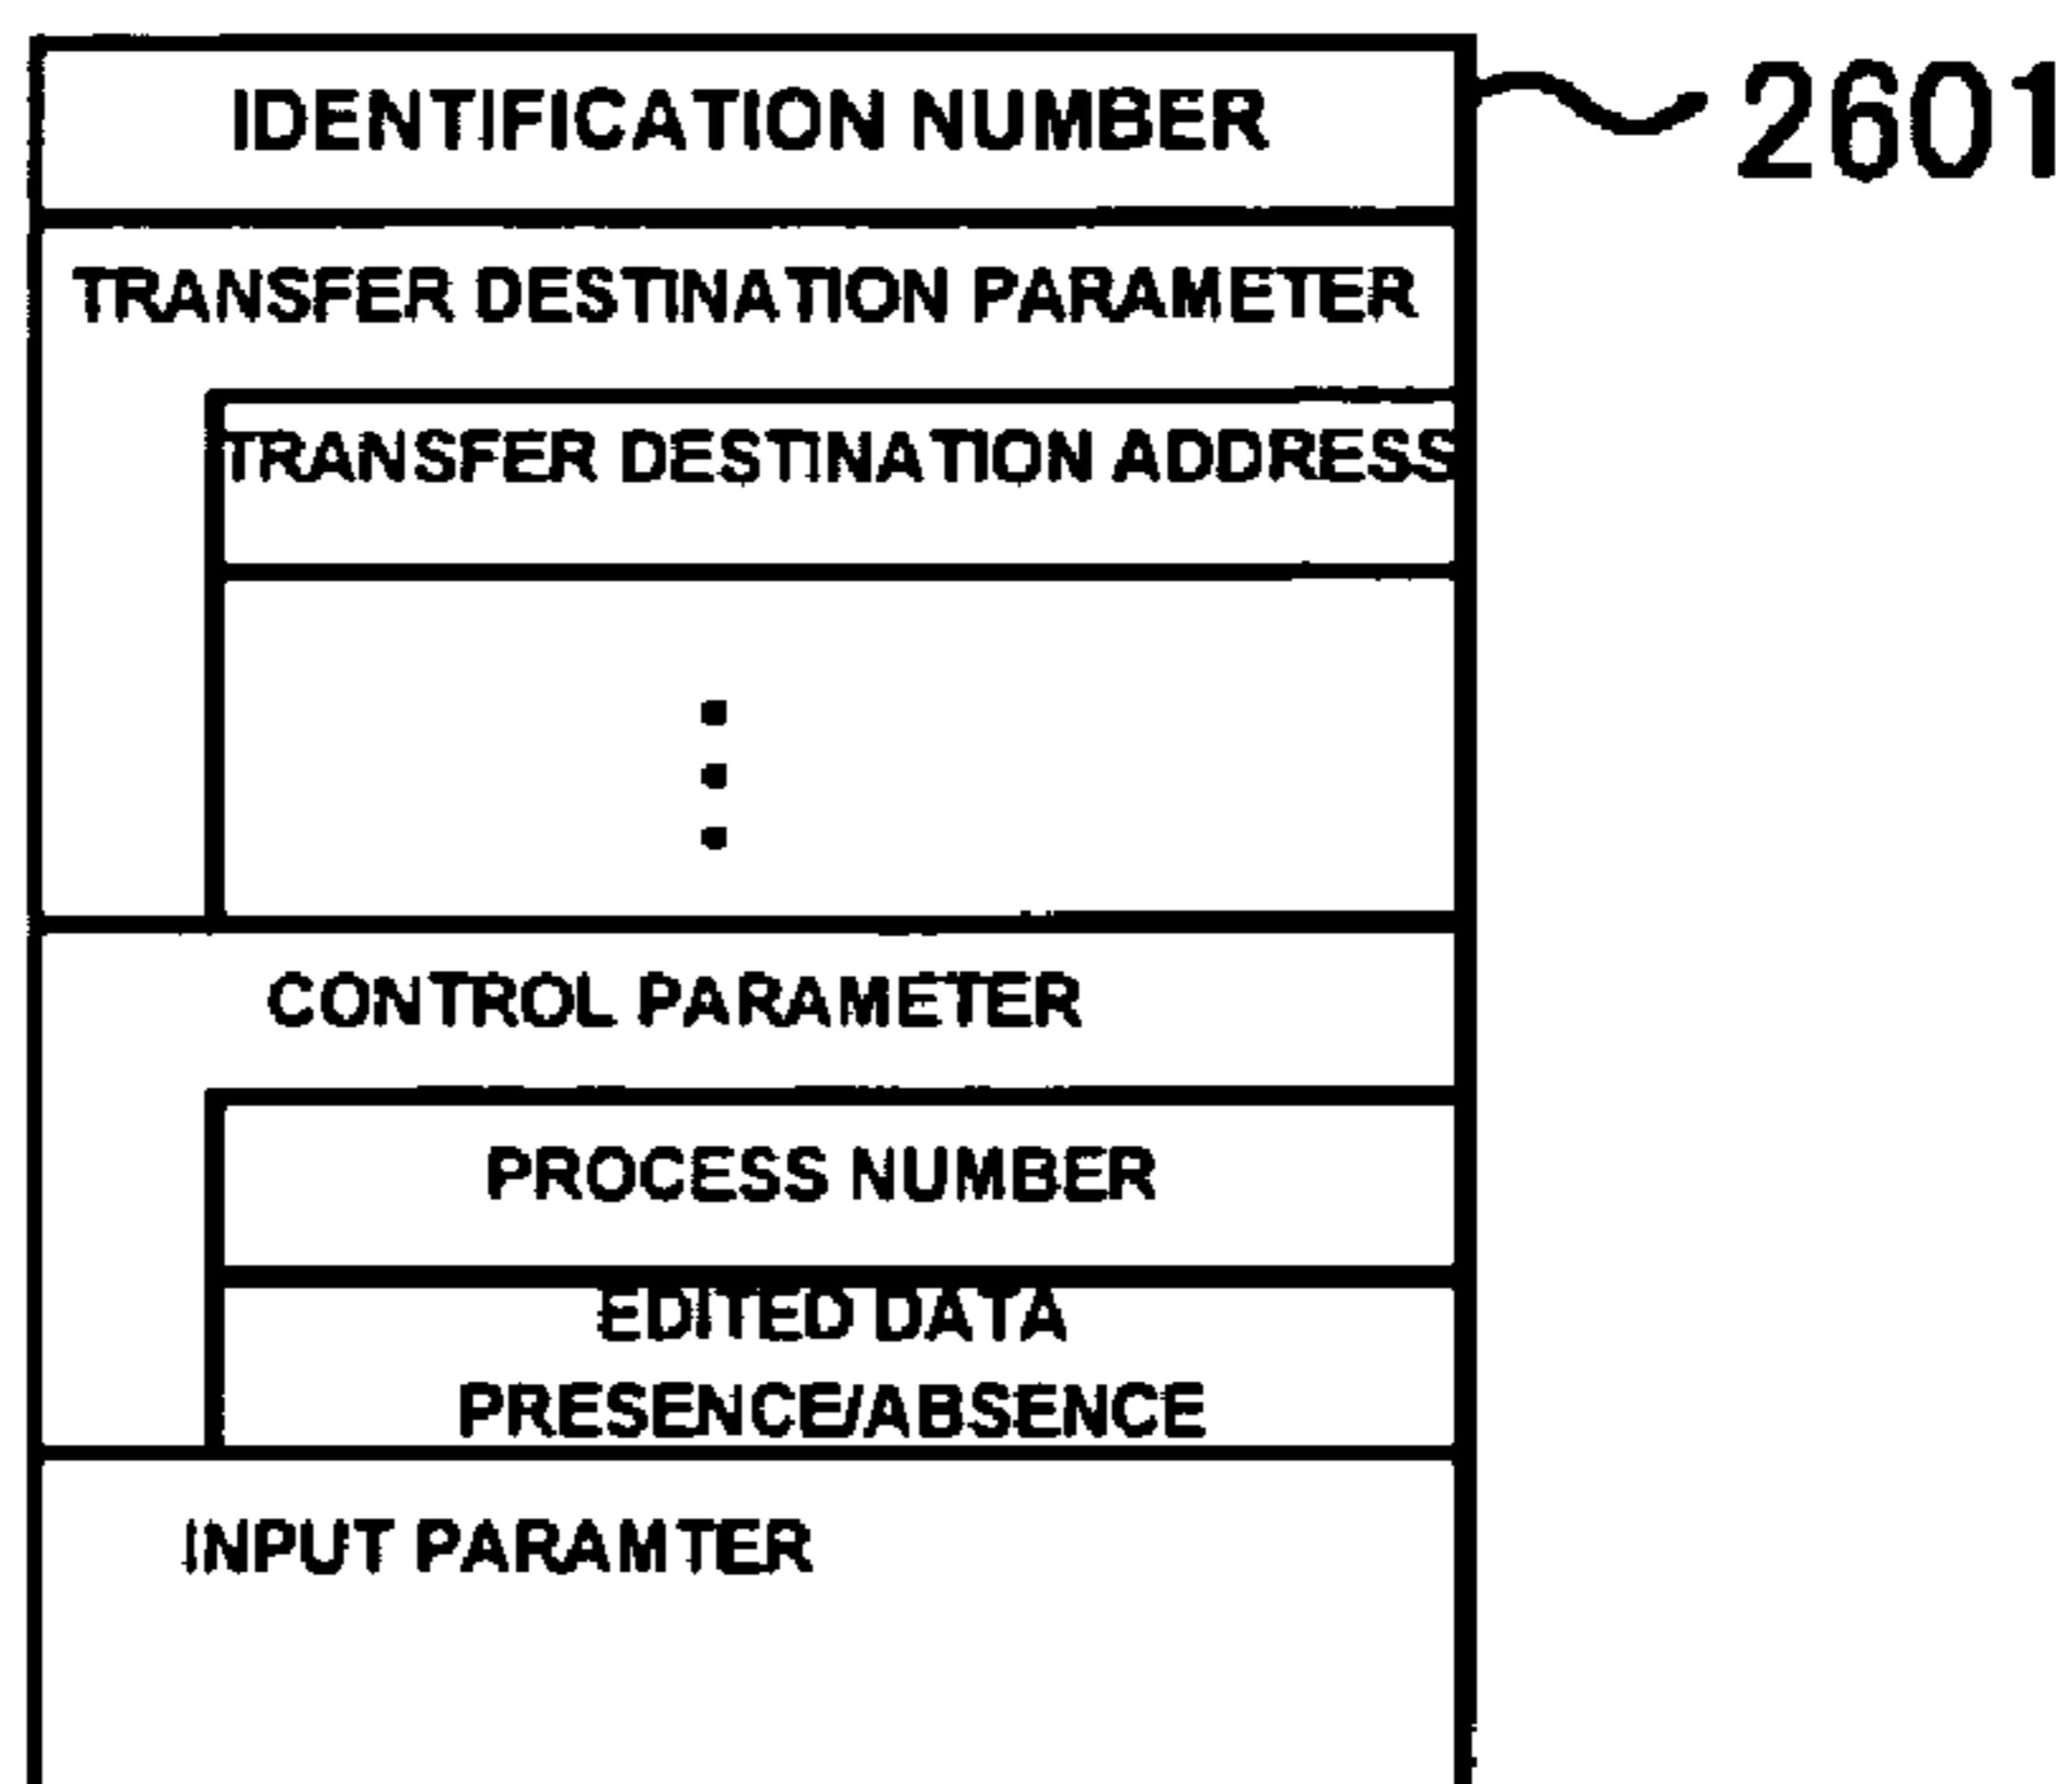 IDENTIFICATION NUMBER
2601
TRANSFER DESTINATION PARAMETER
TRANSFER DESTINATION ADDRESS
CONTROL PARAMETER
PROCESS NUMBER
EDITED DATA
PRESENCE/ABSENCE
INPUT PARAMTER